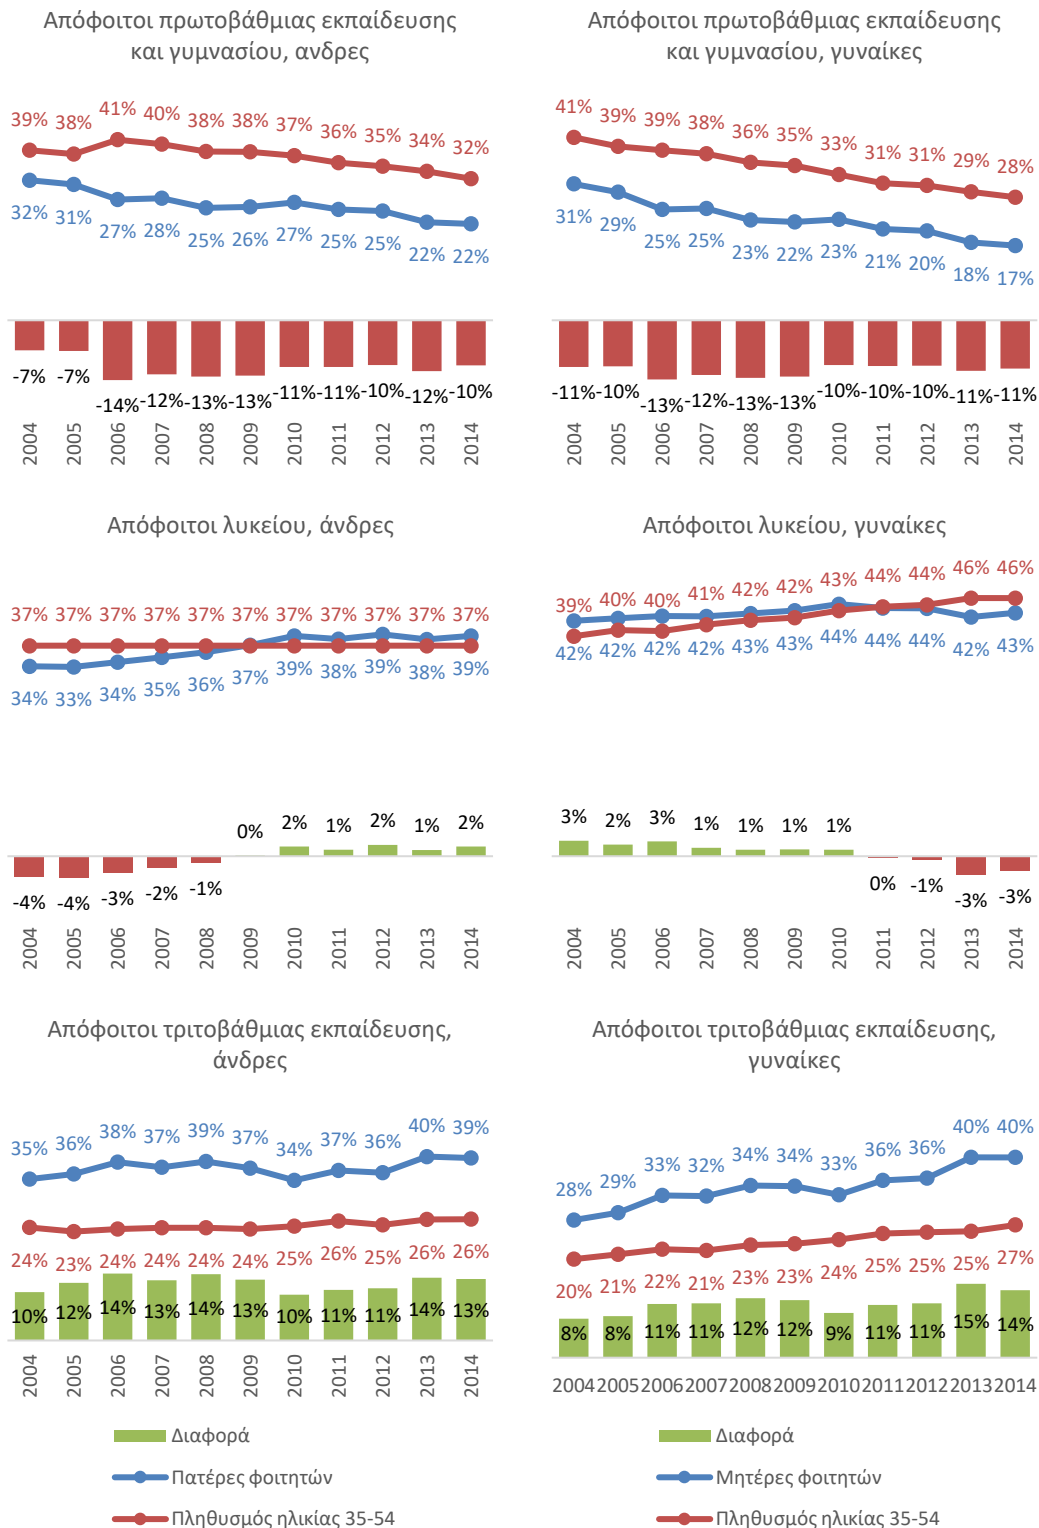 Απόφοιτοι πρωτοβάθμιας εκπαίδευσης
και γυμνασίου, ανδρες
39% 38% 41% 40% 38% 38% 37% 36% 35% 34% 32%
32% 31% 27% 28% 25% 26% 27% 25% 25% 22% 22%
-7% -7% -14% -12% -13% -13% -11% -11% -10% -12% -10%
2004 2005 2006 2007 2008 2009 2010 2011 2012 2013 2014
Απόφοιτοι πρωτοβάθμιας εκπαίδευσης
και γυμνασίου, γυναίκες
41% 39% 39% 38% 36% 35% 33% 31% 31% 29% 28%
31% 29% 25% 25% 23% 22% 23% 21% 20% 18% 17%
-11% -10% -13% -12% -13% -13% -10% -10% -10% -11% -11%
2004 2005 2006 2007 2008 2009 2010 2011 2012 2013 2014
Απόφοιτοι λυκείου, άνδρες
37% 37% 37% 37% 37% 37% 37% 37% 37% 37% 37%
34% 33% 34% 35% 36% 37% 39% 38% 39% 38% 39%
-4% -4% -3% -2% -1% 0% 2% 1% 2% 1% 2%
2004 2005 2006 2007 2008 2009 2010 2011 2012 2013 2014
Απόφοιτοι λυκείου, γυναίκες
39% 40% 40% 41% 42% 42% 43% 44% 44% 46% 46%
42% 42% 42% 42% 43% 43% 44% 44% 44% 42% 43%
3% 2% 3% 1% 1% 1% 1% 0% -1% -3% -3%
2004 2005 2006 2007 2008 2009 2010 2011 2012 2013 2014
Απόφοιτοι τριτοβάθμιας εκπαίδευσης,
άνδρες
35% 36% 38% 37% 39% 37% 34% 37% 36% 40% 39%
24% 23% 24% 24% 24% 24% 25% 26% 25% 26% 26%
10% 12% 14% 13% 14% 13% 10% 11% 11% 14% 13%
2004 2005 2006 2007 2008 2009 2010 2011 2012 2013 2014
Διαφορά
Πατέρες φοιτητών
Πληθυσμός ηλικίας 35-54
Απόφοιτοι τριτοβάθμιας εκπαίδευσης,
γυναίκες
28% 29% 33% 32% 34% 34% 33% 36% 36% 40% 40%
20% 21% 22% 21% 23% 23% 24% 25% 25% 25% 27%
8% 8% 11% 11% 12% 12% 9% 11% 11% 15% 14%
2004 2005 2006 2007 2008 2009 2010 2011 2012 2013 2014
Διαφορά
Μητέρες φοιτητών
Πληθυσμός ηλικίας 35-54